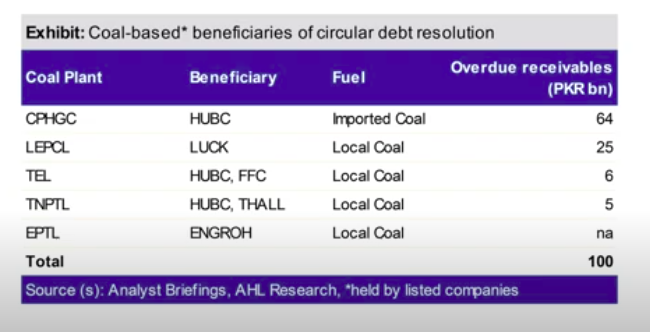 Exhibit: Coal-based* beneficiaries of circular debt resolution
Coal Plant Beneficiary Fuel Overdue receivables (PKR bn)
CPHGC HUBC Imported Coal 64
LEPCL LUCK Local Coal 25
TEL HUBC, FFC Local Coal 6
TNPTL HUBC, THALL Local Coal 5
EPTL ENGROH Local Coal na
Total 100
Source (s): Analyst Briefings, AHL Research, *held by listed companies